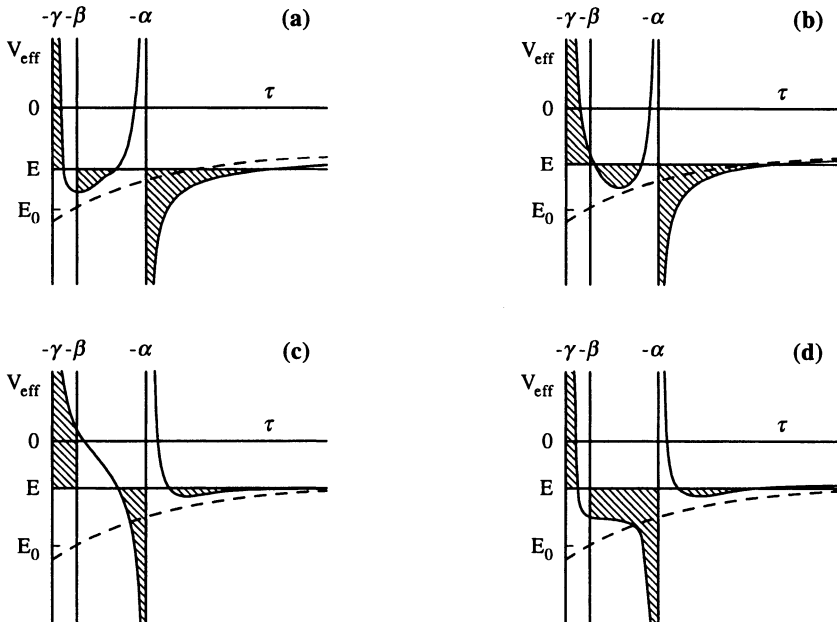 -γ -β -α (a)
V_eff
0 τ
E
E_0
-γ -β -α (b)
V_eff
0 τ
E
E_0
-γ -β -α (c)
V_eff
0 τ
E
E_0
-γ -β -α (d)
V_eff
0 τ
E
E_0